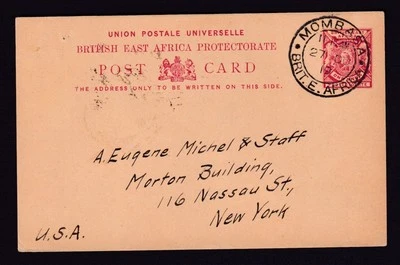 UNION POSTALE UNIVERSELLE
BRITISH EAST AFRICA PROTECTORATE
POST CARD
THE ADDRESS ONLY TO BE WRITTEN ON THIS SIDE.
MOMBASA
27
BRIT. E. AFRICA
A. Eugene Michel & Staff
Morton Building,
116 Nassau St.,
New York
U.S.A.